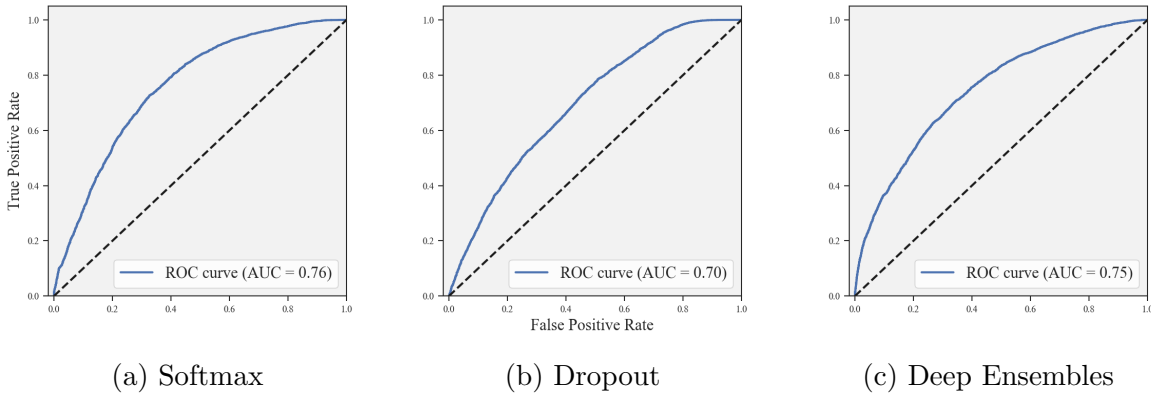 True Positive Rate
1.0
0.8
0.6
0.4
0.2
0.0
ROC curve (AUC = 0.76)
0.0 0.2 0.4 0.6 0.8 1.0
1.0
0.8
0.6
0.4
0.2
0.0
ROC curve (AUC = 0.70)
0.0 0.2 0.4 0.6 0.8 1.0
False Positive Rate
1.0
0.8
0.6
0.4
0.2
0.0
ROC curve (AUC = 0.75)
0.0 0.2 0.4 0.6 0.8 1.0
(a) Softmax
(b) Dropout
(c) Deep Ensembles